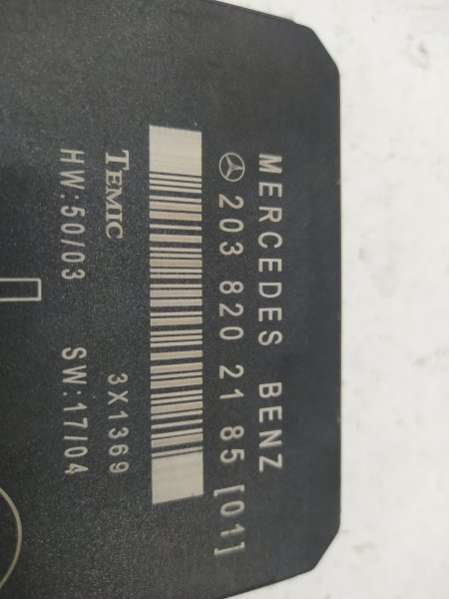 MERCEDES BENZ
203 820 21 85 [01]
TEMIC 3X1369
HW:50/03 SW:17/04